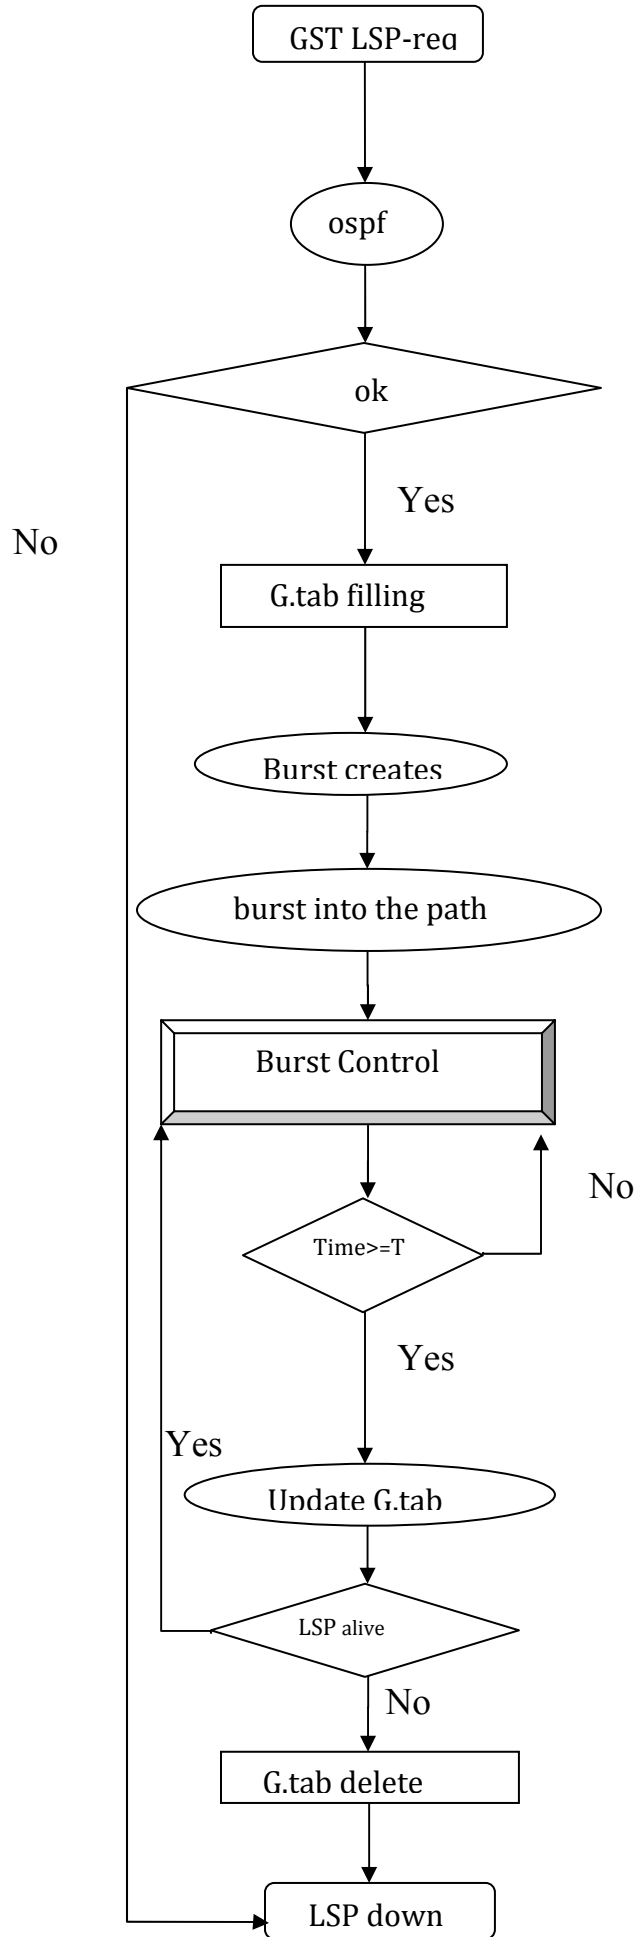 GST LSP-req
ospf
ok
Yes
No
G.tab filling
Burst creates
burst into the path
Burst Control
No
Time>=T
Yes
Yes
Update G.tab
LSP alive
No
G.tab delete
LSP down